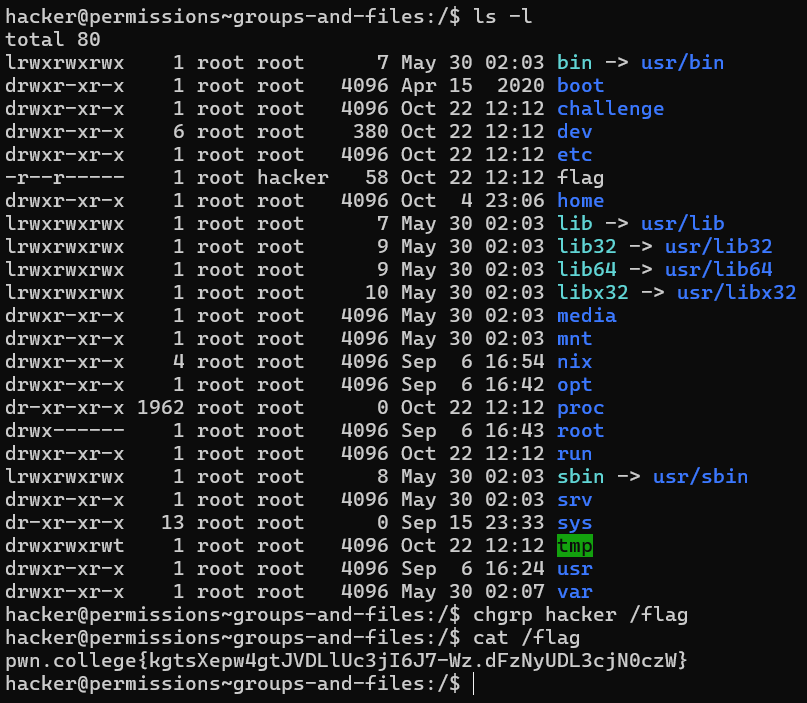 hacker@permissions~groups-and-files:/$ ls -l
total 80
lrwxrwxrwx    1 root root      7 May 30 02:03 bin -> usr/bin
drwxr-xr-x    1 root root   4096 Apr 15  2020 boot
drwxr-xr-x    1 root root   4096 Oct 22 12:12 challenge
drwxr-xr-x    6 root root    380 Oct 22 12:12 dev
drwxr-xr-x    1 root root   4096 Oct 22 12:12 etc
-r--r-----    1 root hacker   58 Oct 22 12:12 flag
drwxr-xr-x    1 root root   4096 Oct  4 23:06 home
lrwxrwxrwx    1 root root      7 May 30 02:03 lib -> usr/lib
lrwxrwxrwx    1 root root      9 May 30 02:03 lib32 -> usr/lib32
lrwxrwxrwx    1 root root      9 May 30 02:03 lib64 -> usr/lib64
lrwxrwxrwx    1 root root     10 May 30 02:03 libx32 -> usr/libx32
drwxr-xr-x    1 root root   4096 May 30 02:03 media
drwxr-xr-x    1 root root   4096 May 30 02:03 mnt
drwxr-xr-x    4 root root   4096 Sep  6 16:54 nix
drwxr-xr-x    1 root root   4096 Sep  6 16:42 opt
dr-xr-xr-x 1962 root root      0 Oct 22 12:12 proc
drwx------    1 root root   4096 Sep  6 16:43 root
drwxr-xr-x    1 root root   4096 Oct 22 12:12 run
lrwxrwxrwx    1 root root      8 May 30 02:03 sbin -> usr/sbin
drwxr-xr-x    1 root root   4096 May 30 02:03 srv
dr-xr-xr-x   13 root root      0 Sep 15 23:33 sys
drwxrwxrwt    1 root root   4096 Oct 22 12:12 tmp
drwxr-xr-x    1 root root   4096 Sep  6 16:24 usr
drwxr-xr-x    1 root root   4096 May 30 02:07 var
hacker@permissions~groups-and-files:/$ chgrp hacker /flag
hacker@permissions~groups-and-files:/$ cat /flag
pwn.college{kgtsXepw4gtJVDLlUc3jI6J7-Wz.dFzNyUDL3cjN0czW}
hacker@permissions~groups-and-files:/$